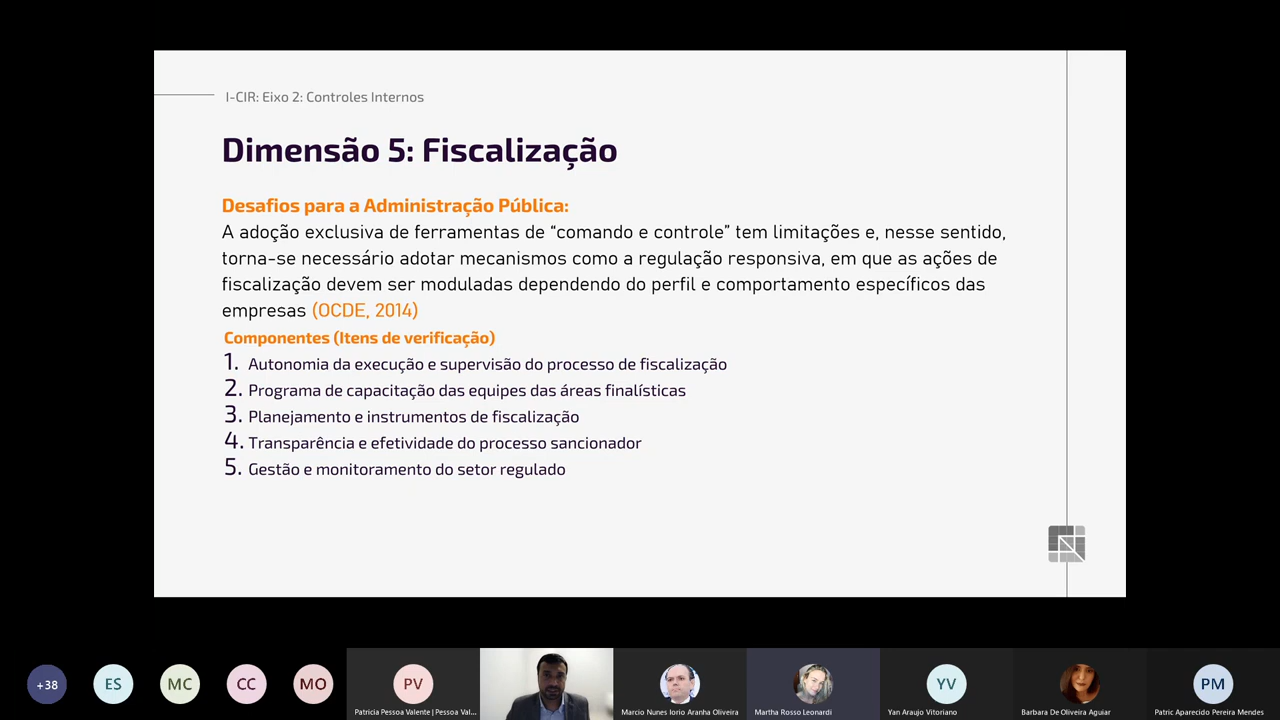 I-CIR: Eixo 2: Controles Internos
Dimensão 5: Fiscalização
Desafios para a Administração Pública:
A adoção exclusiva de ferramentas de “comando e controle” tem limitações e, nesse sentido,
torna-se necessário adotar mecanismos como a regulação responsiva, em que as ações de
fiscalização devem ser moduladas dependendo do perfil e comportamento específicos das
empresas (OCDE, 2014)
Componentes (Itens de verificação)
1. Autonomia da execução e supervisão do processo de fiscalização
2. Programa de capacitação das equipes das áreas finalísticas
3. Planejamento e instrumentos de fiscalização
4. Transparência e efetividade do processo sancionador
5. Gestão e monitoramento do setor regulado
+38 ES MC CC MO PV YV PM
Patricia Pessoa Valente | Pessoa Val... Marcio Nunes Iorio Aranha Oliveira Martha Rosso Leonardi Yan Araujo Vitoriano Barbara De Oliveira Aguiar Patric Aparecido Pereira Mendes